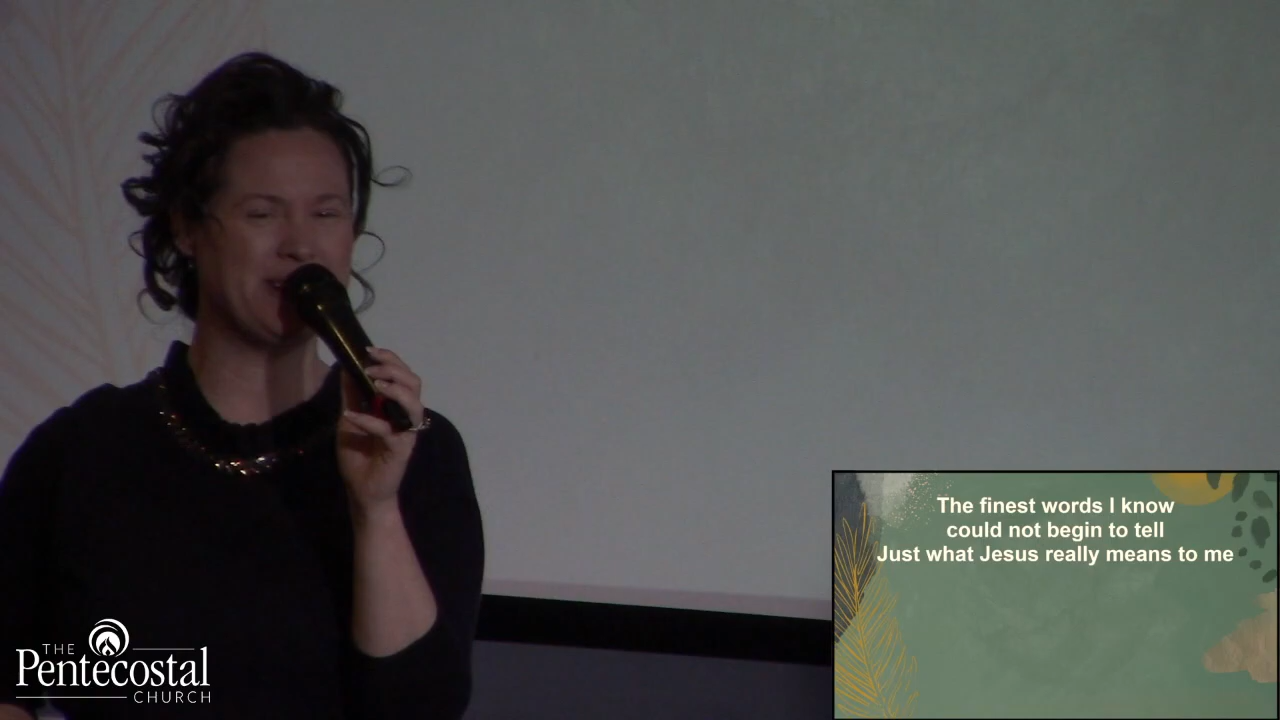 The finest words I know
could not begin to tell
Just what Jesus really means to me
THE
Pentecostal
CHURCH